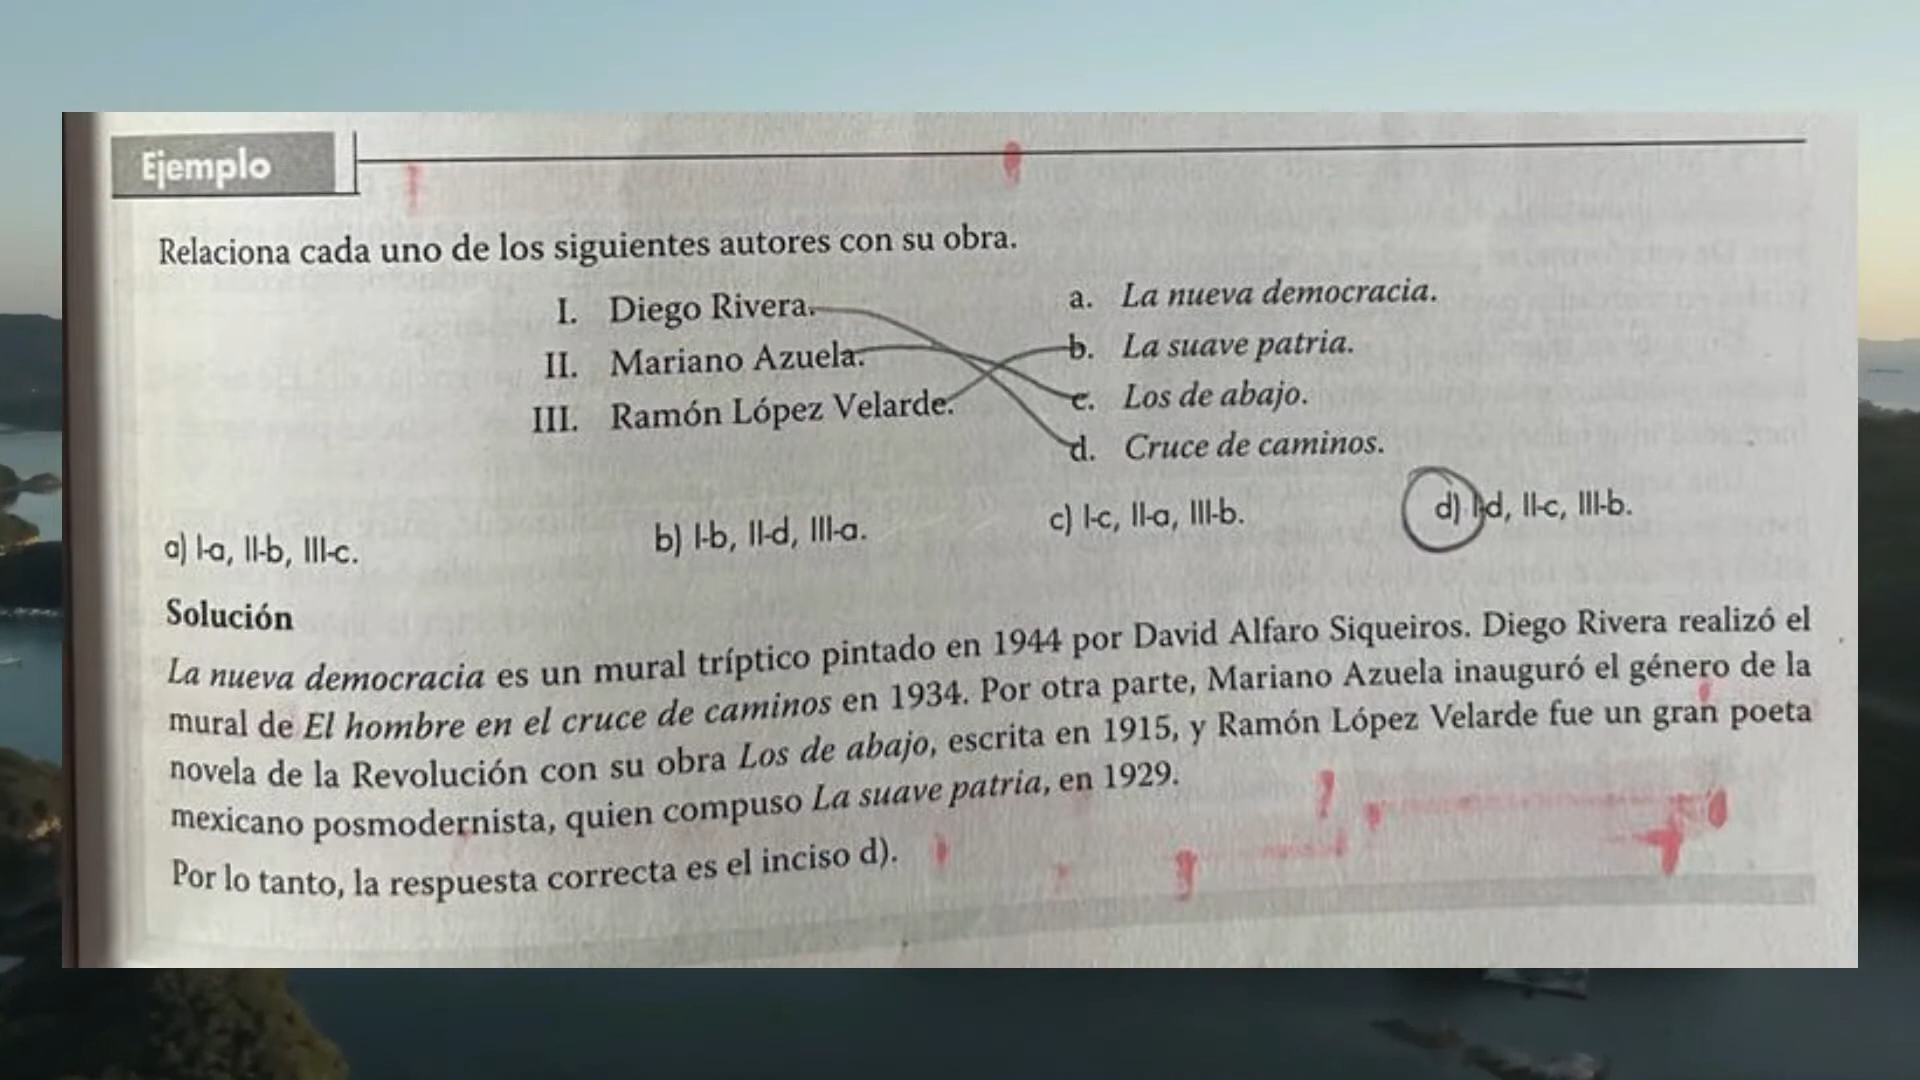 Ejemplo
Relaciona cada uno de los siguientes autores con su obra.
I. Diego Rivera.
II. Mariano Azuela.
III. Ramón López Velarde.
a. La nueva democracia.
b. La suave patria.
c. Los de abajo.
d. Cruce de caminos.
a) I-a, II-b, III-c.
b) I-b, II-d, III-a.
c) I-c, II-a, III-b.
d) I-d, II-c, III-b.
Solución
La nueva democracia es un mural tríptico pintado en 1944 por David Alfaro Siqueiros. Diego Rivera realizó el
mural de El hombre en el cruce de caminos en 1934. Por otra parte, Mariano Azuela inauguró el género de la
novela de la Revolución con su obra Los de abajo, escrita en 1915, y Ramón López Velarde fue un gran poeta
mexicano posmodernista, quien compuso La suave patria, en 1929.
Por lo tanto, la respuesta correcta es el inciso d).